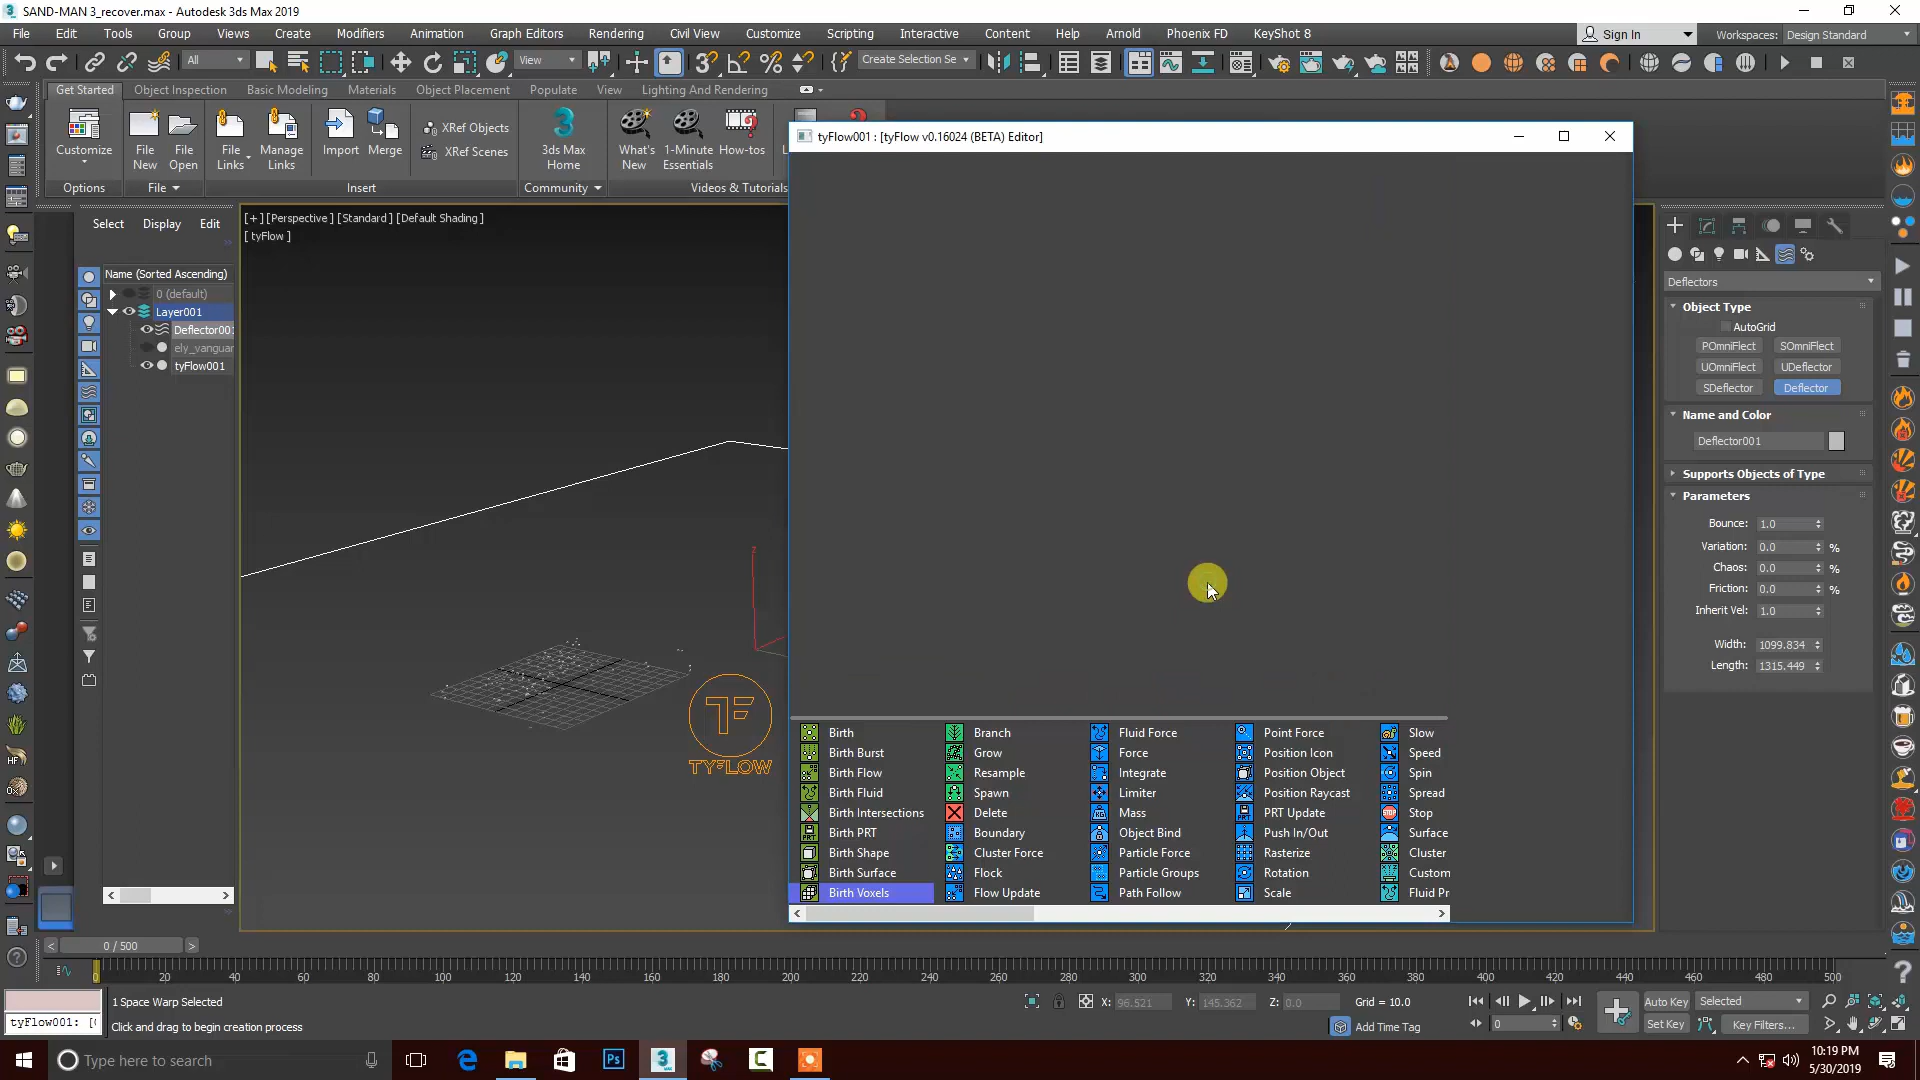 SAND-MAN 3_recover.max - Autodesk 3ds Max 2019
File Edit Tools Group Views Create Modifiers Animation Graph Editors Rendering Civil View Customize Scripting Interactive Content Help Arnold Phoenix FD KeyShot 8
Sign In Workspaces: Design Standard
All View Create Selection Se
Get Started Object Inspection Basic Modeling Materials Object Placement Populate View Lighting And Rendering
Customize File New File Open File Links Manage Links Import Merge XRef Objects XRef Scenes 3ds Max Home What's New 1-Minute Essentials How-tos
Options File Insert Community Videos & Tutorials
tyFlow001 : [tyFlow v0.16024 (BETA) Editor]
Select Display Edit
[+] [Perspective ] [Standard ] [Default Shading ]
[ tyFlow ]
Name (Sorted Ascending)
0 (default)
Layer001
Deflector001
ely_vanguar
tyFlow001
TYFLOW
z
Deflectors
Object Type
AutoGrid
POmniFlect SOmniFlect
UOmniFlect UDeflector
SDeflector Deflector
Name and Color
Deflector001
Supports Objects of Type
Parameters
Bounce: 1.0
Variation: 0.0 %
Chaos: 0.0 %
Friction: 0.0 %
Inherit Vel: 1.0
Width: 1099.834
Length: 1315.449
Birth Branch Fluid Force Point Force Slow
Birth Burst Grow Force Position Icon Speed
Birth Flow Resample Integrate Position Object Spin
Birth Fluid Spawn Limiter Position Raycast Spread
Birth Intersections Delete Mass PRT Update Stop
Birth PRT Boundary Object Bind Push In/Out Surface
Birth Shape Cluster Force Particle Force Rasterize Cluster
Birth Surface Flock Particle Groups Rotation Custom
Birth Voxels Flow Update Path Follow Scale Fluid Pr
0 / 500
0 20 40 60 80 100 120 140 160 180 200 220 240 260 280 300 320 340 360 380 400 420 440 460 480 500
1 Space Warp Selected
X: 96.521 Y: 145.362 Z: 0.0 Grid = 10.0
Auto Key Selected
tyFlow001: [
Click and drag to begin creation process
Add Time Tag
0
Set Key Key Filters...
Type here to search
10:19 PM
5/30/2019